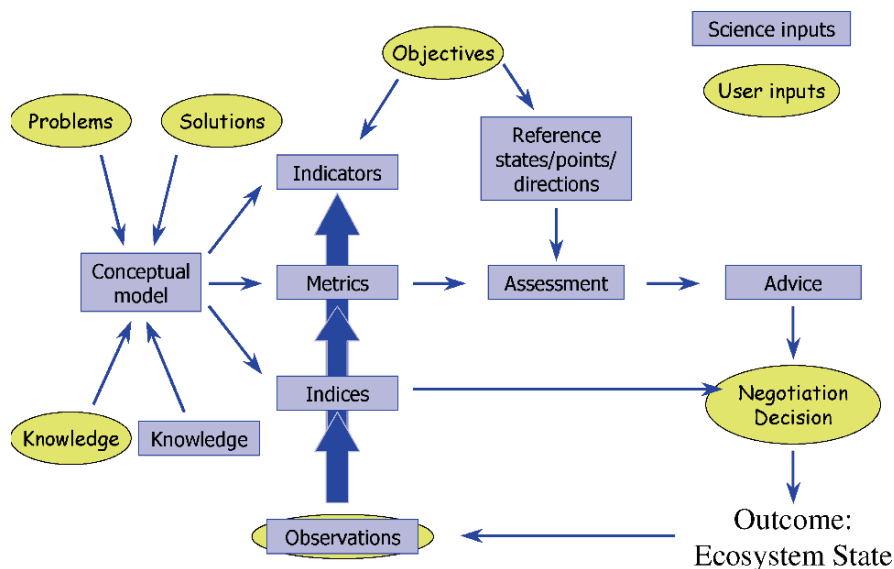 Objectives
Science inputs
User inputs
Problems
Solutions
Reference
states/points/
directions
Indicators
Conceptual
model
Metrics
Assessment
Advice
Indices
Negotiation
Decision
Knowledge
Knowledge
Observations
Outcome:
Ecosystem State